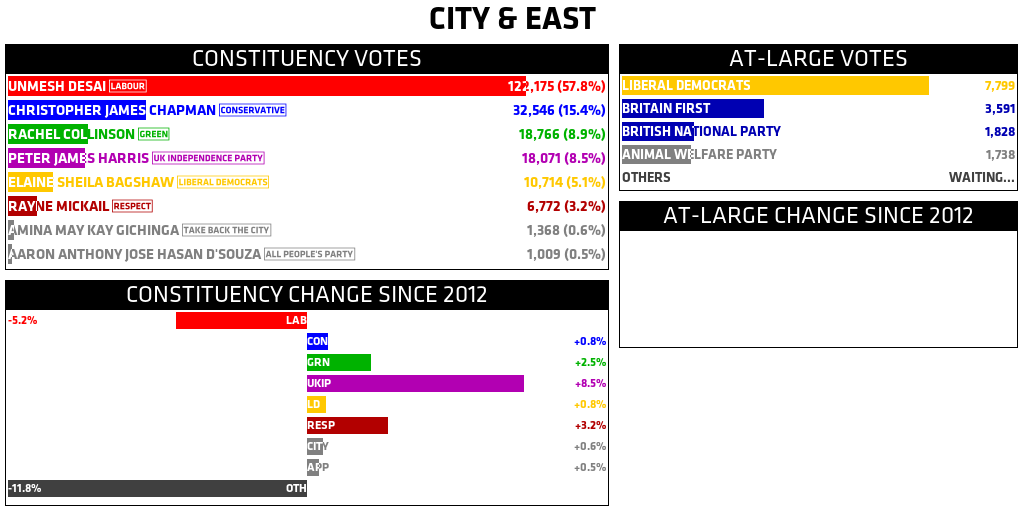 CITY & EAST
CONSTITUENCY VOTES
UNMESH DESAI LABOUR 122,175 (57.8%)
CHRISTOPHER JAMES CHAPMAN CONSERVATIVE 32,546 (15.4%)
RACHEL COLLINSON GREEN 18,766 (8.9%)
PETER JAMES HARRIS UK INDEPENDENCE PARTY 18,071 (8.5%)
ELAINE SHEILA BAGSHAW LIBERAL DEMOCRATS 10,714 (5.1%)
RAYNE MICKAIL RESPECT 6,772 (3.2%)
AMINA MAY KAY GICHINGA TAKE BACK THE CITY 1,368 (0.6%)
AARON ANTHONY JOSE HASAN D'SOUZA ALL PEOPLE'S PARTY 1,009 (0.5%)
AT-LARGE VOTES
LIBERAL DEMOCRATS 7,799
BRITAIN FIRST 3,591
BRITISH NATIONAL PARTY 1,828
ANIMAL WELFARE PARTY 1,738
OTHERS WAITING...
AT-LARGE CHANGE SINCE 2012
CONSTITUENCY CHANGE SINCE 2012
-5.2% LAB
CON +0.8%
GRN +2.5%
UKIP +8.5%
LD +0.8%
RESP +3.2%
CITY +0.6%
APP +0.5%
-11.8% OTH